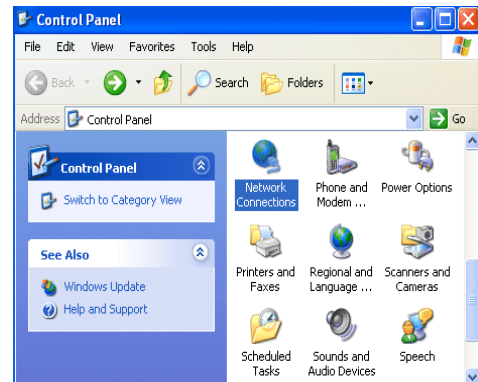 Control Panel
File Edit View Favorites Tools Help
Back Search Folders
Address Control Panel Go
Control Panel
Switch to Category View
See Also
Windows Update
Help and Support
Network Connections
Phone and Modem ...
Power Options
Printers and Faxes
Regional and Language ...
Scanners and Cameras
Scheduled Tasks
Sounds and Audio Devices
Speech